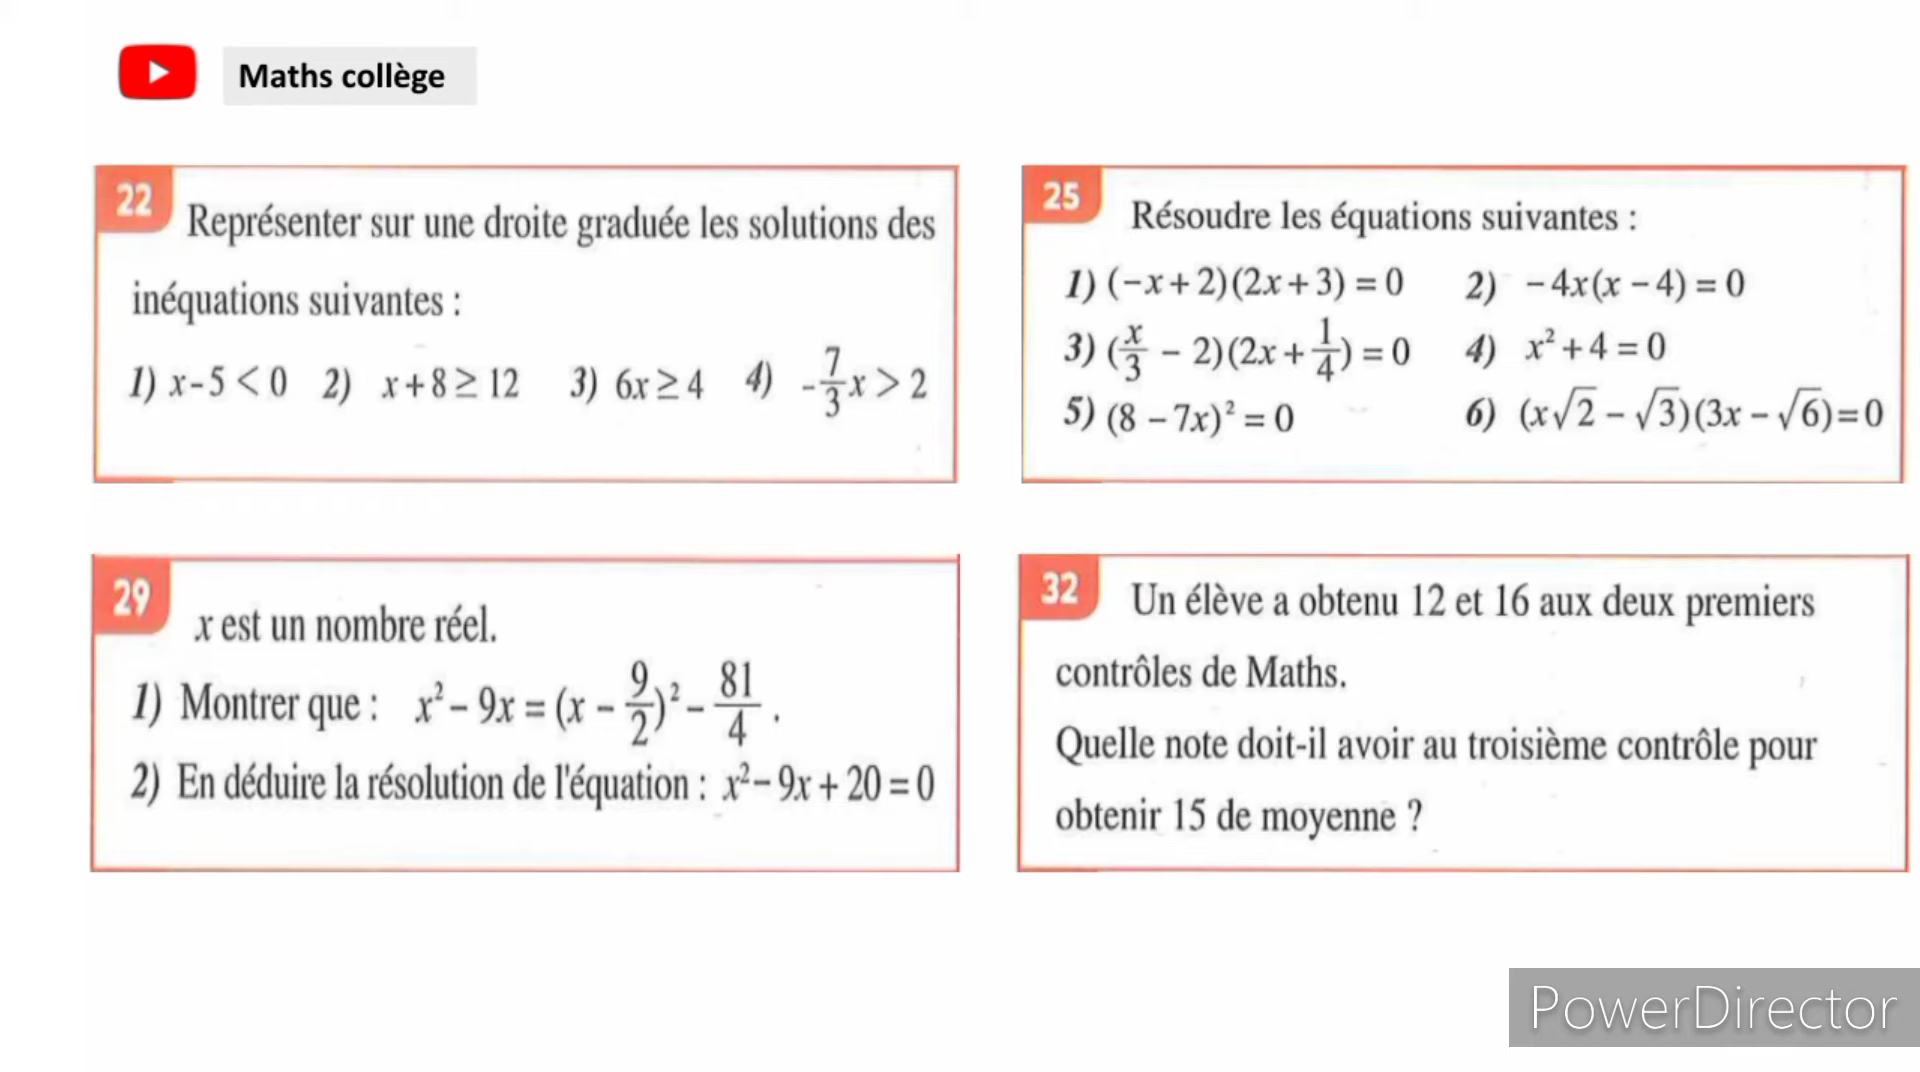 Maths collège
22
Représenter sur une droite graduée les solutions des
inéquations suivantes :
1) x-5 < 0 2) x+8 ≥ 12 3) 6x ≥ 4 4) -7/3 x > 2
25
Résoudre les équations suivantes :
1) (-x+2)(2x+3) = 0 2) -4x(x-4) = 0
3) (x/3 - 2)(2x + 1/4) = 0 4) x² + 4 = 0
5) (8 - 7x)² = 0 6) (x√2 - √3)(3x - √6) = 0
29
x est un nombre réel.
1) Montrer que : x² - 9x = (x - 9/2)² - 81/4 .
2) En déduire la résolution de l'équation : x² - 9x + 20 = 0
32
Un élève a obtenu 12 et 16 aux deux premiers
contrôles de Maths.
Quelle note doit-il avoir au troisième contrôle pour
obtenir 15 de moyenne ?
PowerDirector